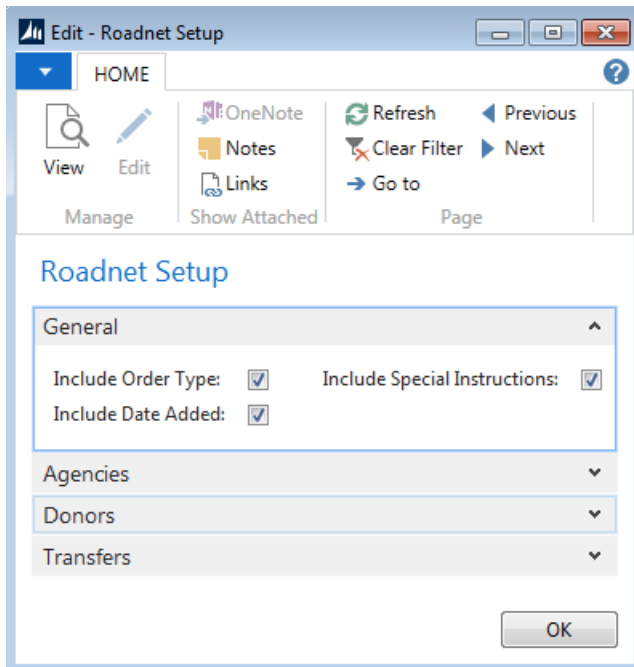 Edit - Roadnet Setup
HOME
View
Edit
Manage
OneNote
Notes
Links
Show Attached
Refresh
Clear Filter
Go to
Previous
Next
Page
Roadnet Setup
General
Include Order Type:
Include Special Instructions:
Include Date Added:
Agencies
Donors
Transfers
OK